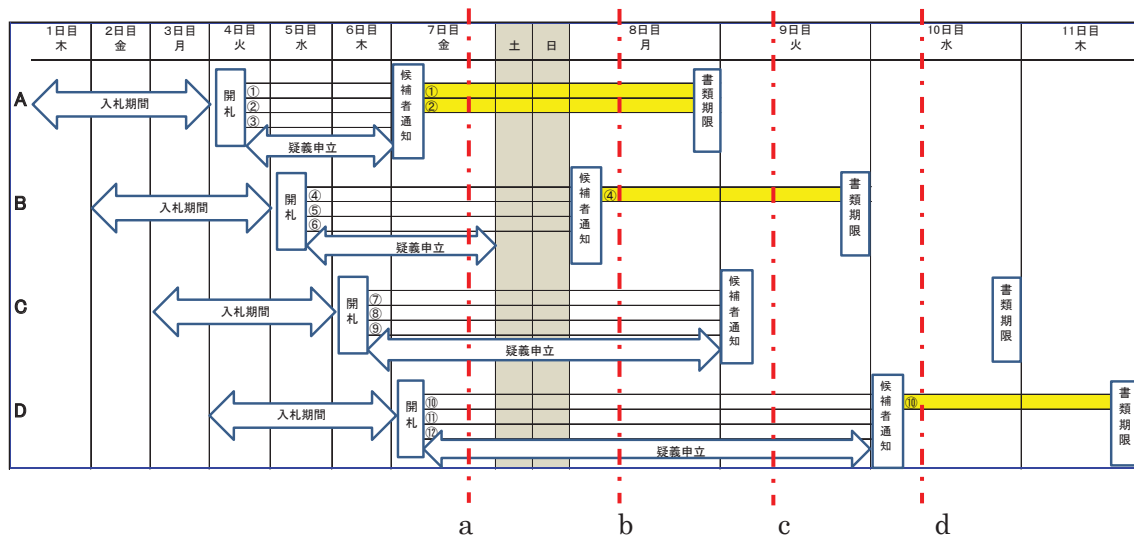 1日目 2日目 3日目 4日目 5日目 6日目 7日目 8日目 9日目 10日目 11日目
木 金 月 火 水 木 金 土 日 月 火 水 木
A
入札期間
開札
①
②
③
疑義申立
候補者通知
①
②
書類期限
B
入札期間
開札
④
⑤
⑥
疑義申立
候補者通知
④
書類期限
C
入札期間
開札
⑦
⑧
⑨
疑義申立
候補者通知
書類期限
D
入札期間
開札
⑩
⑪
⑫
疑義申立
候補者通知
⑩
書類期限
a b c d